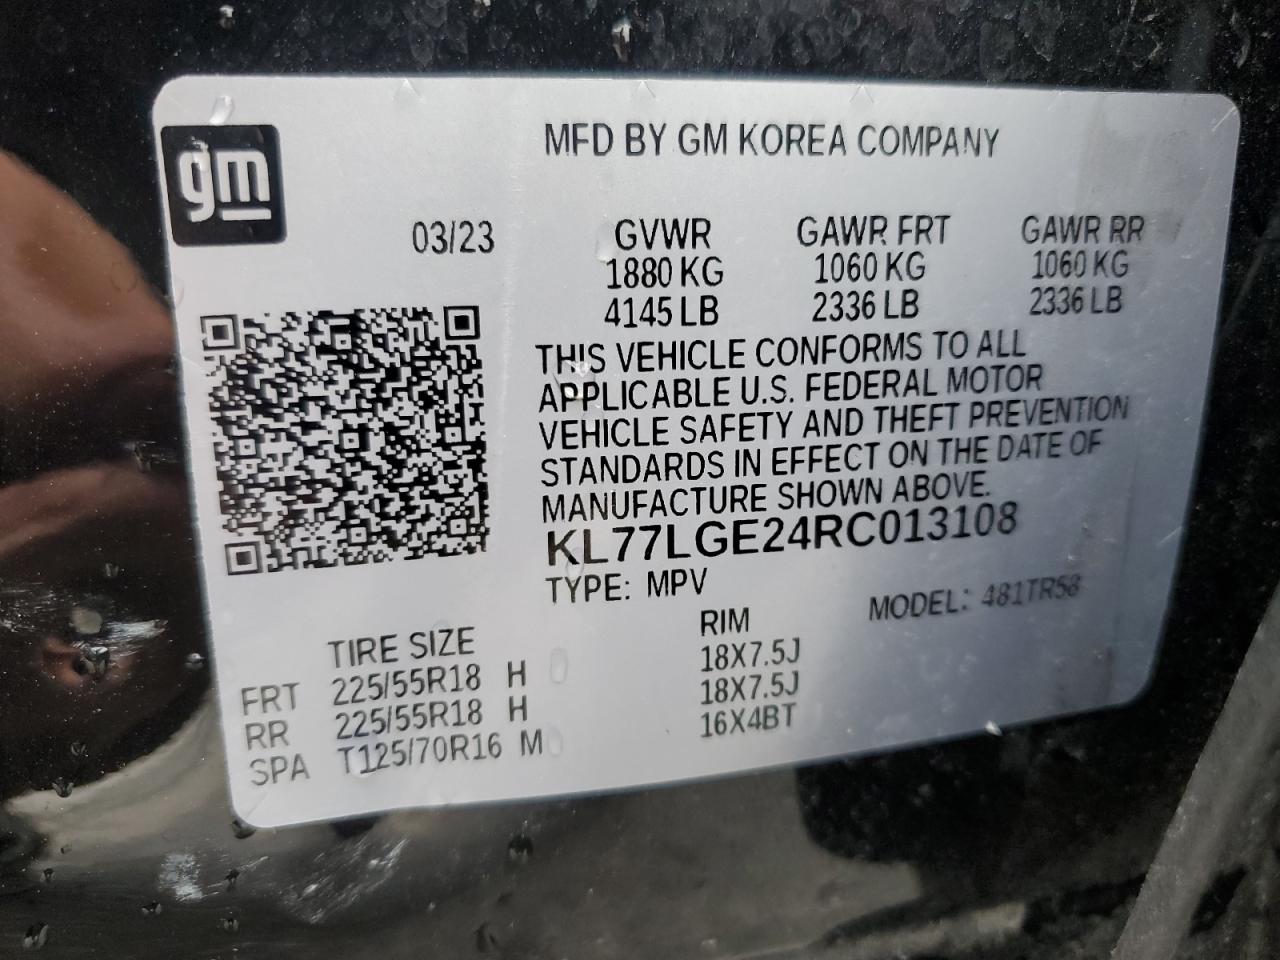 gm
MFD BY GM KOREA COMPANY
03/23 GVWR GAWR FRT GAWR RR
1880 KG 1060 KG 1060 KG
4145 LB 2336 LB 2336 LB
THIS VEHICLE CONFORMS TO ALL
APPLICABLE U.S. FEDERAL MOTOR
VEHICLE SAFETY AND THEFT PREVENTION
STANDARDS IN EFFECT ON THE DATE OF
MANUFACTURE SHOWN ABOVE.
KL77LGE24RC013108
TYPE: MPV MODEL: 481TR58
TIRE SIZE RIM
FRT 225/55R18 H 18X7.5J
RR 225/55R18 H 18X7.5J
SPA T125/70R16 M 16X4BT